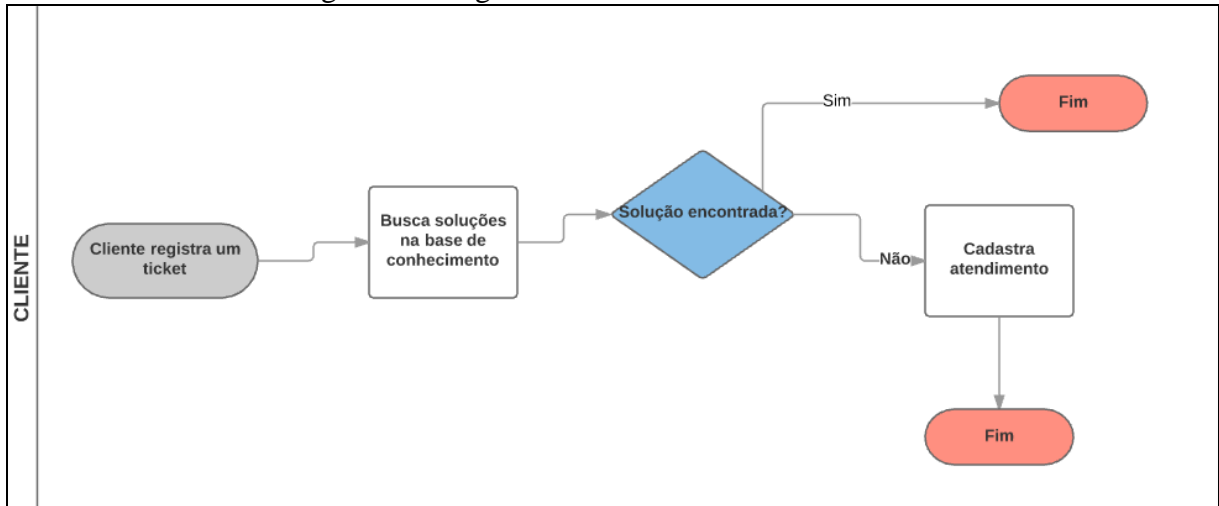 CLIENTE
Cliente registra um
ticket
Busca soluções
na base de
conhecimento
Solução encontrada?
Sim
Fim
Não
Cadastra
atendimento
Fim